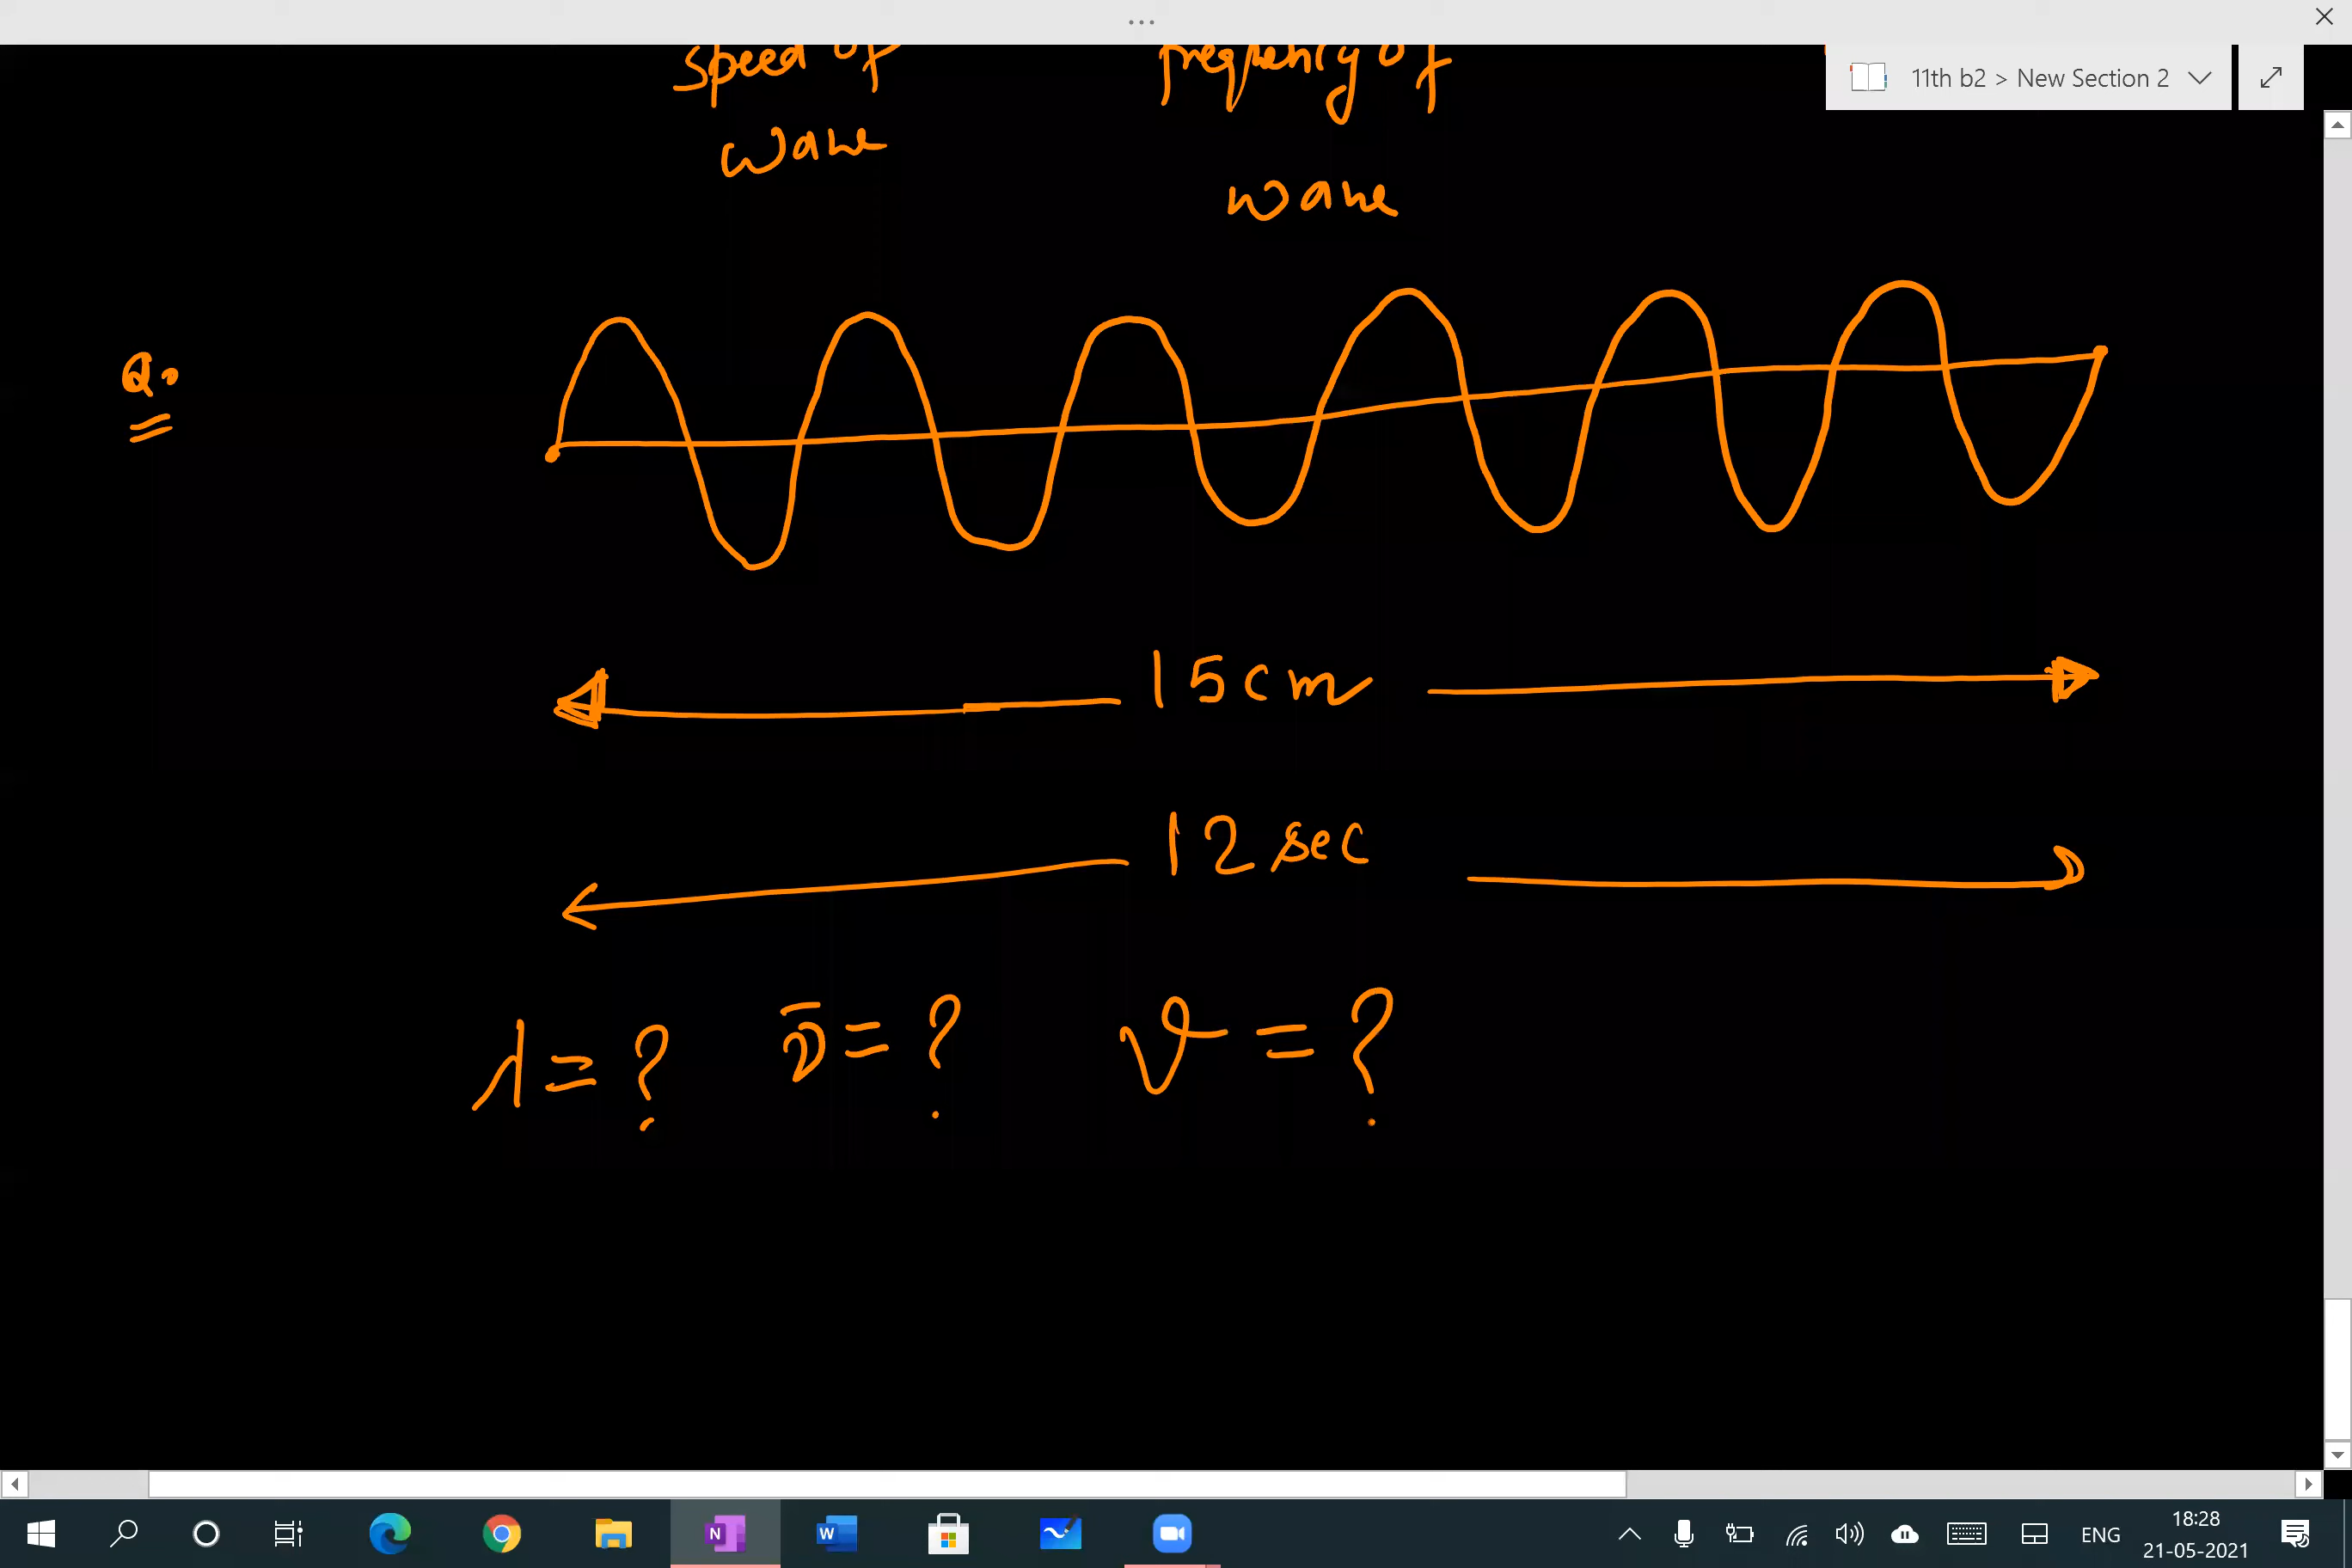 11th b2 > New Section 2
speed of
wave
frequency of
wave
Q.
15cm
12 sec
λ=?
ν̄=?
ν=?
ENG
18:28
21-05-2021